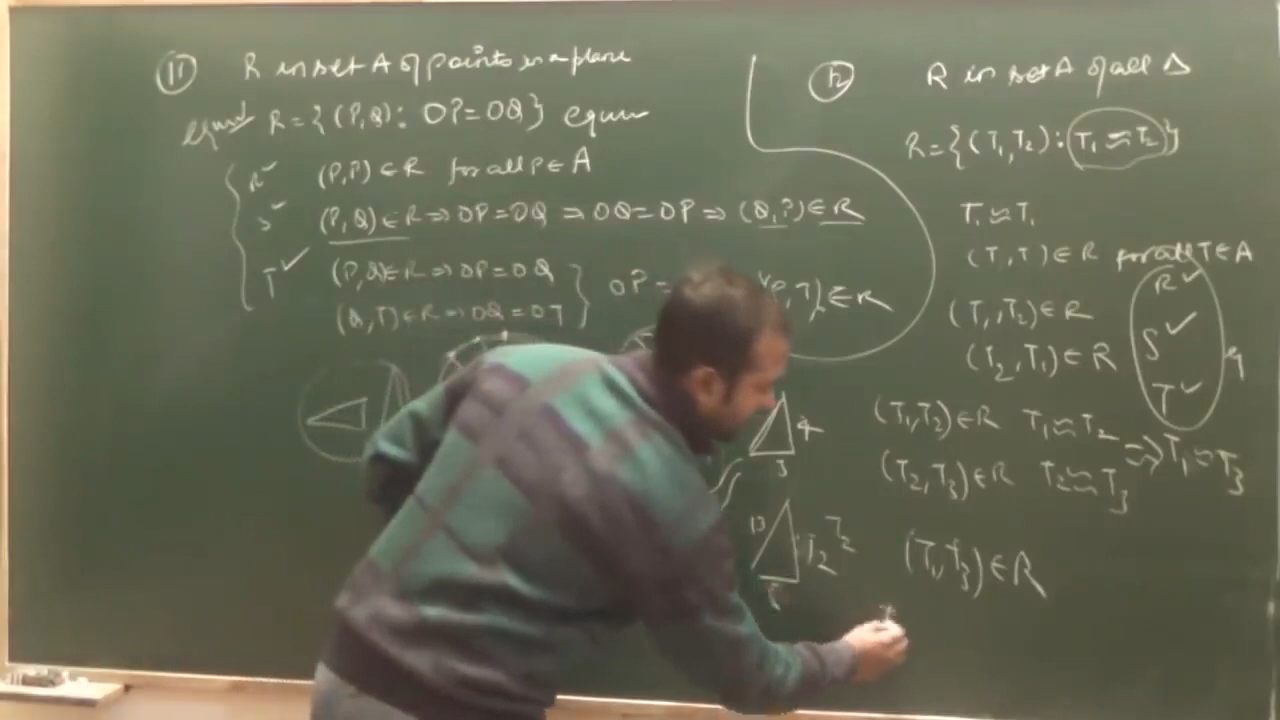 11 R in set A of points in a plane
R={(P,Q): OP=OQ} equiv
R✓ (P,P)∈R for all P∈A
S✓ (P,Q)∈R⇒OP=OQ⇒OQ=OP⇒(Q,P)∈R
T✓ (P,Q)∈R⇒OP=OQ
(Q,T)∈R⇒OQ=OT } OP= (P,T)∈R
12 R in set A of all Δ
R={(T₁,T₂): T₁≈T₂}
T₁≈T₁
(T,T)∈R for all T∈A
R✓
(T₁,T₂)∈R
S✓
(T₂,T₁)∈R
T✓
(T₁,T₂)∈R T₁≈T₂
(T₂,T₃)∈R T₂≈T₃ ⇒T₁~T₃
(T₁,T₃)∈R
4
3
13
T₂